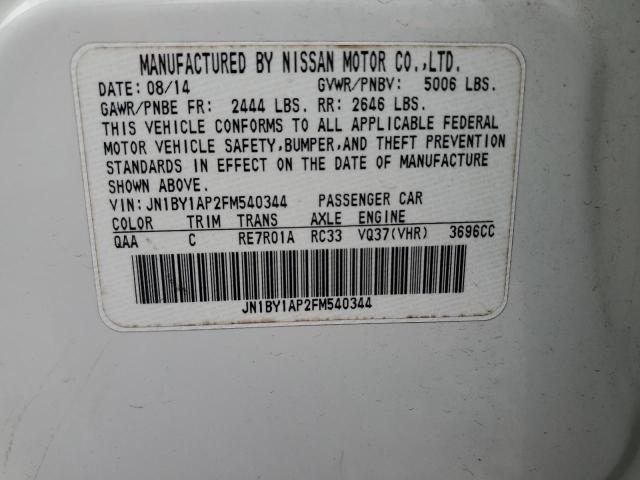 MANUFACTURED BY NISSAN MOTOR CO.,LTD.
DATE: 08/14 GVWR/PNBV: 5006 LBS.
GAWR/PNBE FR: 2444 LBS. RR: 2646 LBS.
THIS VEHICLE CONFORMS TO ALL APPLICABLE FEDERAL
MOTOR VEHICLE SAFETY,BUMPER,AND THEFT PREVENTION
STANDARDS IN EFFECT ON THE DATE OF MANUFACTURE
SHOWN ABOVE.
VIN: JN1BY1AP2FM540344 PASSENGER CAR
COLOR TRIM TRANS AXLE ENGINE
QAA C RE7R01A RC33 VQ37(VHR) 3696CC
JN1BY1AP2FM540344